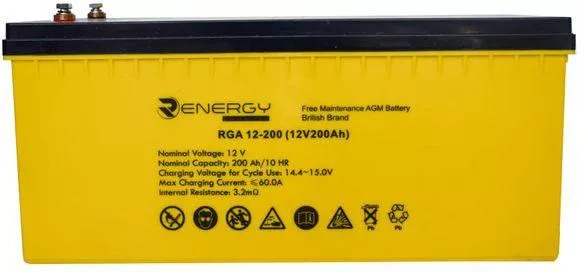 RENERGY
Free Maintenance AGM Battery
British Brand
RGA 12-200 (12V200Ah)
Nominal Voltage: 12 V
Nominal Capacity: 200 Ah/10 HR
Charging Voltage for Cycle Use: 14.4~15.0V
Max Charging Current: ≤60.0A
Internal Resistance: 3.2mΩ
Pb
Pb